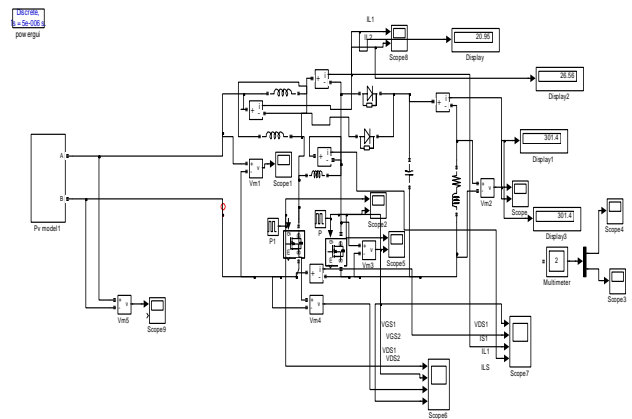 Discrete,
s = 5e-006 s.
powergui
IL1
IL2
Scope8
20.95
Display
26.56
Display2
301.4
Display1
301.4
Display3
A
B
Pv model1
Vm1
Scope1
Scope2
P1
P
Vm3
Scope5
Vm2
Scope
Scope4
2
Multimeter
Scope3
Vm5
Scope9
Vm4
VGS1
VGS2
VDS1
VDS2
Scope6
VDS1
IS1
IL1
ILS
Scope7